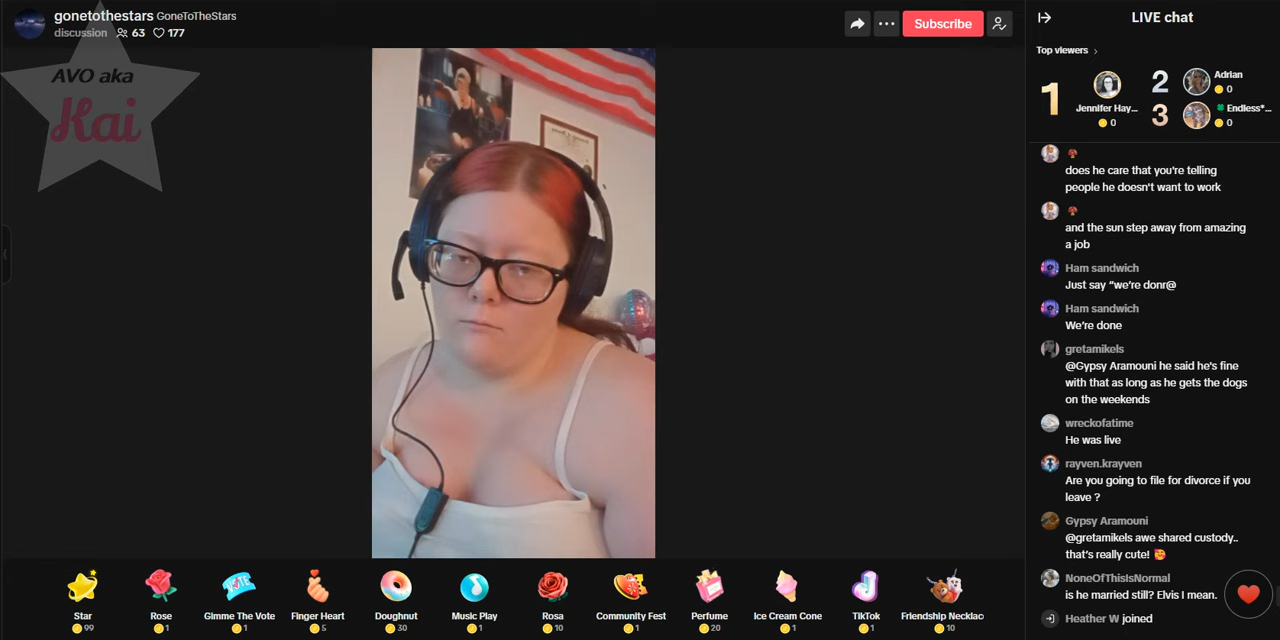 gonetothestars GoneToTheStars
discussion 63 177
Subscribe
AVO aka
Kai
LIVE chat
Top viewers
1
Jennifer Hay...
0
2
Adrian
0
3
Endless*...
0
does he care that you're telling
people he doesn't want to work
and the sun step away from amazing
a job
Ham sandwich
Just say “we're donr@
Ham sandwich
We're done
gretamikels
@Gypsy Aramouni he said he's fine
with that as long as he gets the dogs
on the weekends
wreckofatime
He was live
rayven.krayven
Are you going to file for divorce if you
leave ?
Gypsy Aramouni
@gretamikels awe shared custody..
that's really cute! 🥰
NoneOfThisIsNormal
is he married still? Elvis I mean.
Heather W joined
Star
99
Rose
1
Gimme The Vote
1
Finger Heart
5
Doughnut
30
Music Play
1
Rosa
10
Community Fest
1
Perfume
20
Ice Cream Cone
1
TikTok
1
Friendship Necklac
10